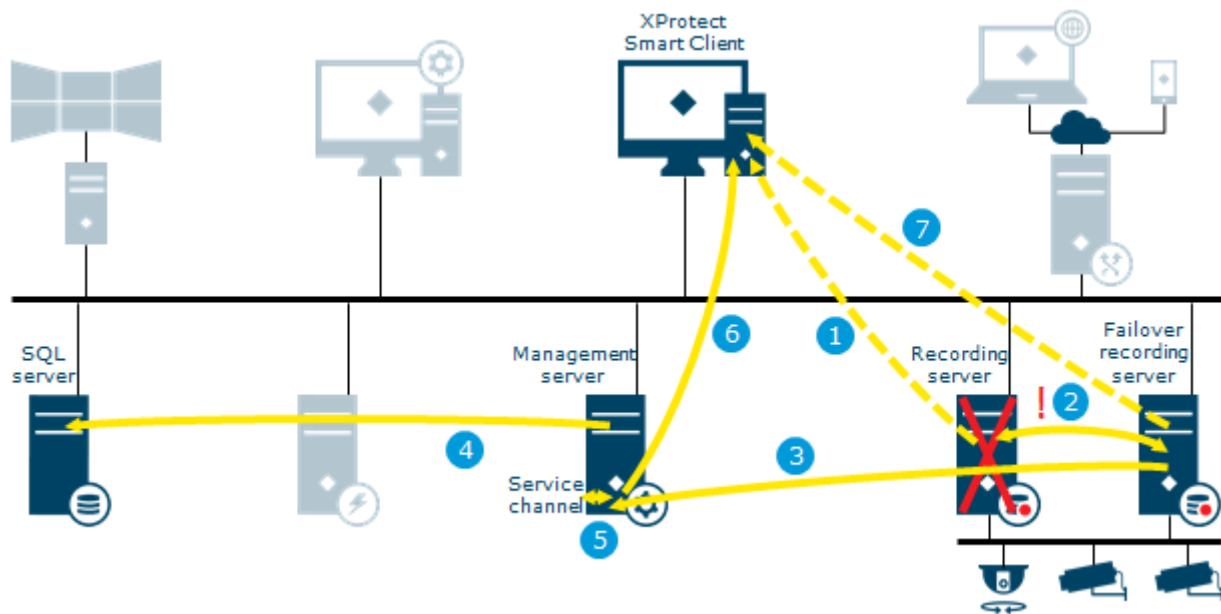 XProtect
Smart Client
7
6
1
SQL
server
Management
server
Recording
server
Failover
recording
server
!
2
4
3
Service
channel
5